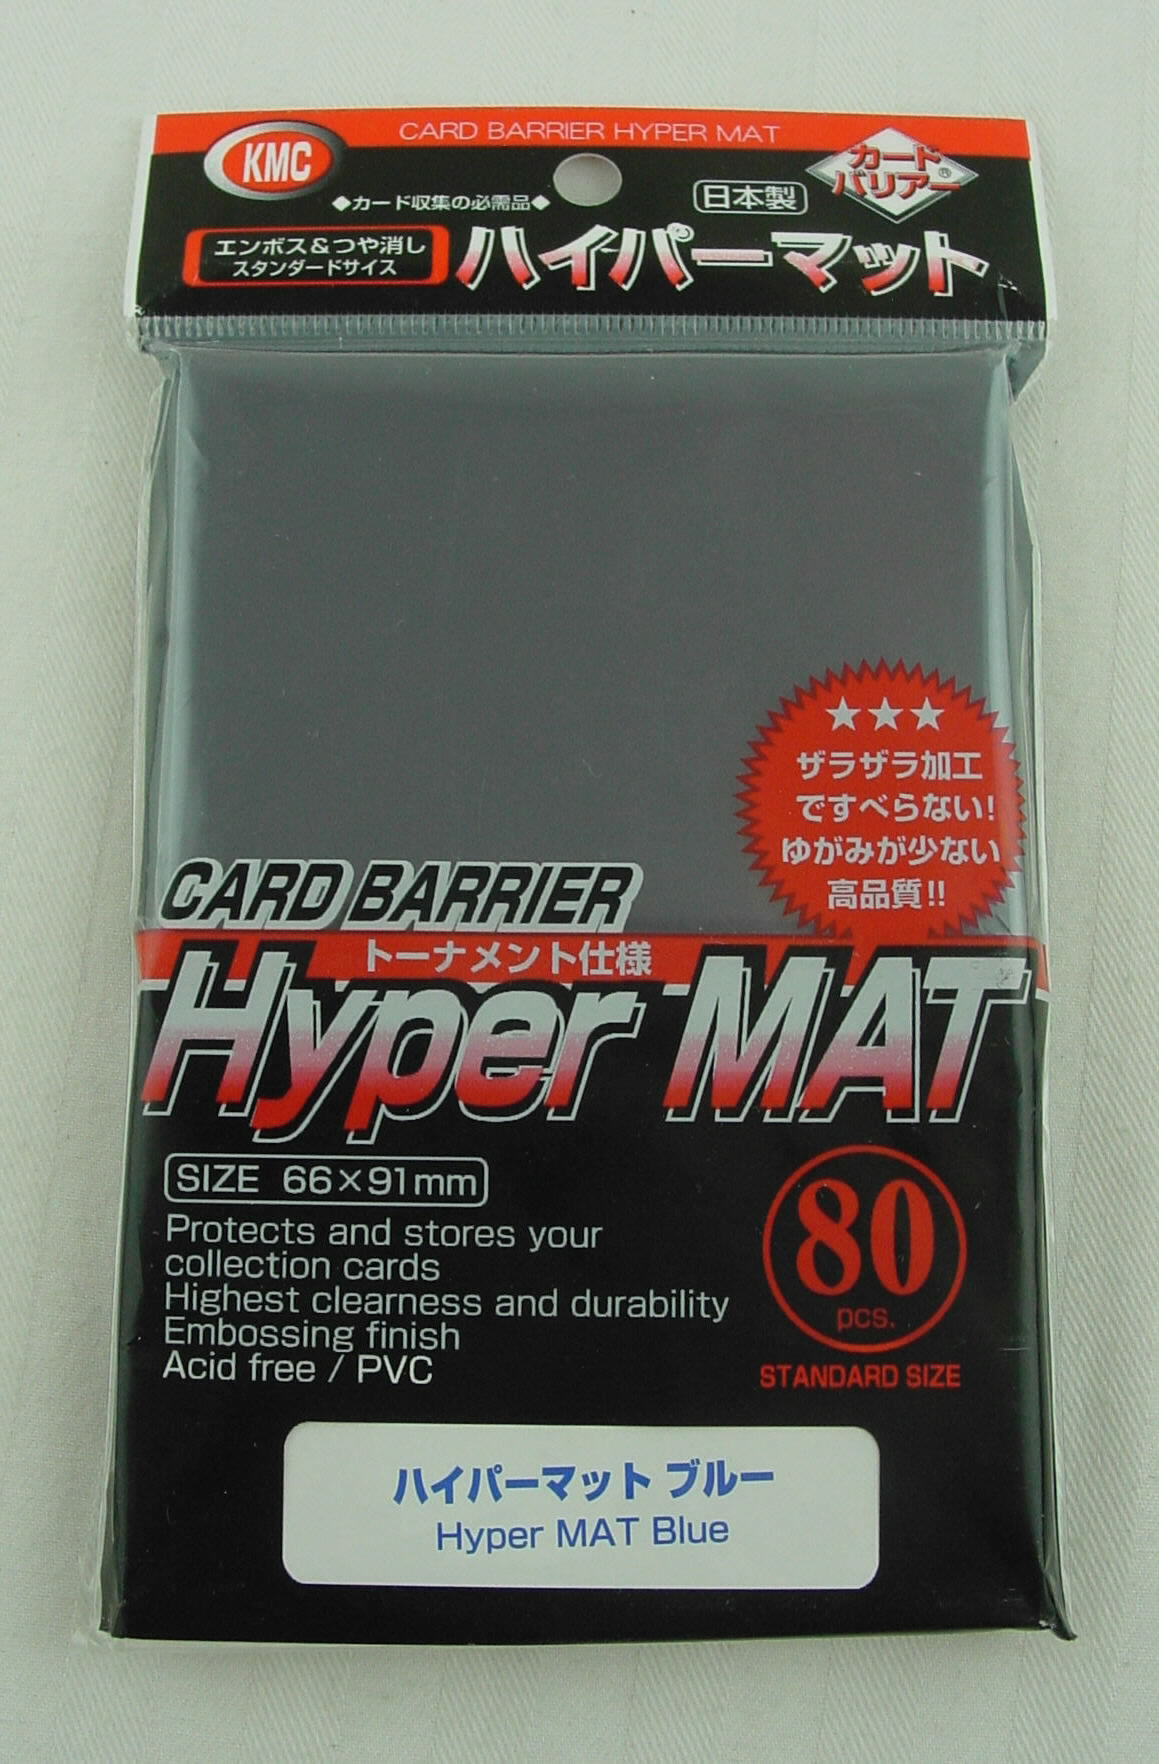 CARD BARRIER HYPER MAT
KMC
◆カード収集の必需品◆
日本製
カード
バリアー®
エンボス&つや消し
スタンダードサイズ
ハイパーマット
★★★
ザラザラ加工
ですべらない!
ゆがみが少ない
高品質!!
CARD BARRIER
トーナメント仕様
Hyper MAT
SIZE 66×91mm
Protects and stores your
collection cards
Highest clearness and durability
Embossing finish
Acid free / PVC
80
pcs.
STANDARD SIZE
ハイパーマット ブルー
Hyper MAT Blue